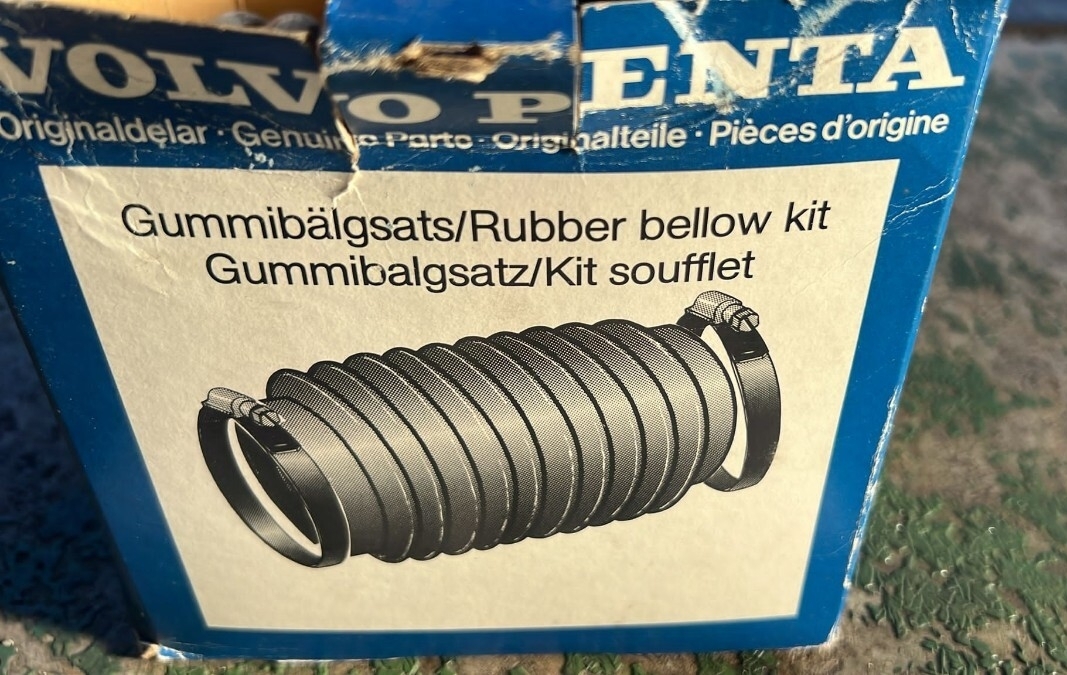 VOLVO PENTA
Originaldelar · Genuine Parts · Originalteile · Pièces d'origine
Gummibälgsats/Rubber bellow kit
Gummibalgsatz/Kit soufflet